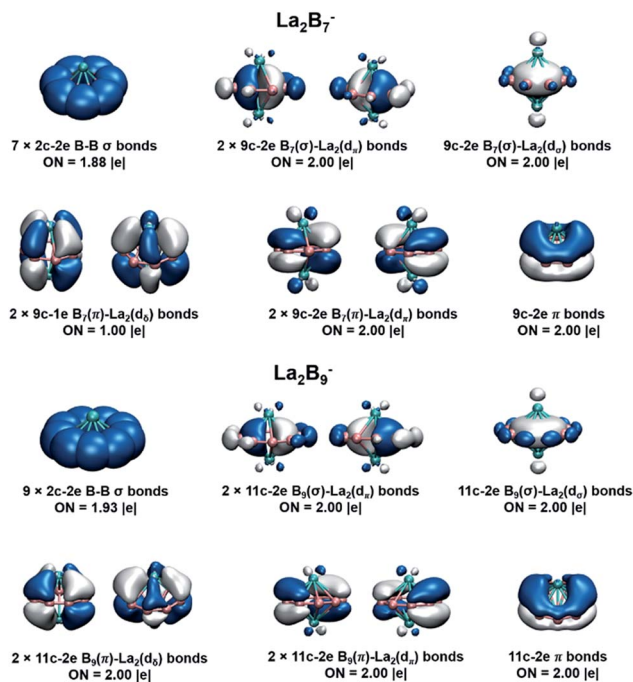 La₂B₇⁻
7 × 2c-2e B-B σ bonds
ON = 1.88 |e|
2 × 9c-2e B₇(σ)-La₂(dπ) bonds
ON = 2.00 |e|
9c-2e B₇(σ)-La₂(dσ) bonds
ON = 2.00 |e|
2 × 9c-1e B₇(π)-La₂(dδ) bonds
ON = 1.00 |e|
2 × 9c-2e B₇(π)-La₂(dπ) bonds
ON = 2.00 |e|
9c-2e π bonds
ON = 2.00 |e|
La₂B₉⁻
9 × 2c-2e B-B σ bonds
ON = 1.93 |e|
2 × 11c-2e B₉(σ)-La₂(dπ) bonds
ON = 2.00 |e|
11c-2e B₉(σ)-La₂(dσ) bonds
ON = 2.00 |e|
2 × 11c-2e B₉(π)-La₂(dδ) bonds
ON = 2.00 |e|
2 × 11c-2e B₉(π)-La₂(dπ) bonds
ON = 2.00 |e|
11c-2e π bonds
ON = 2.00 |e|